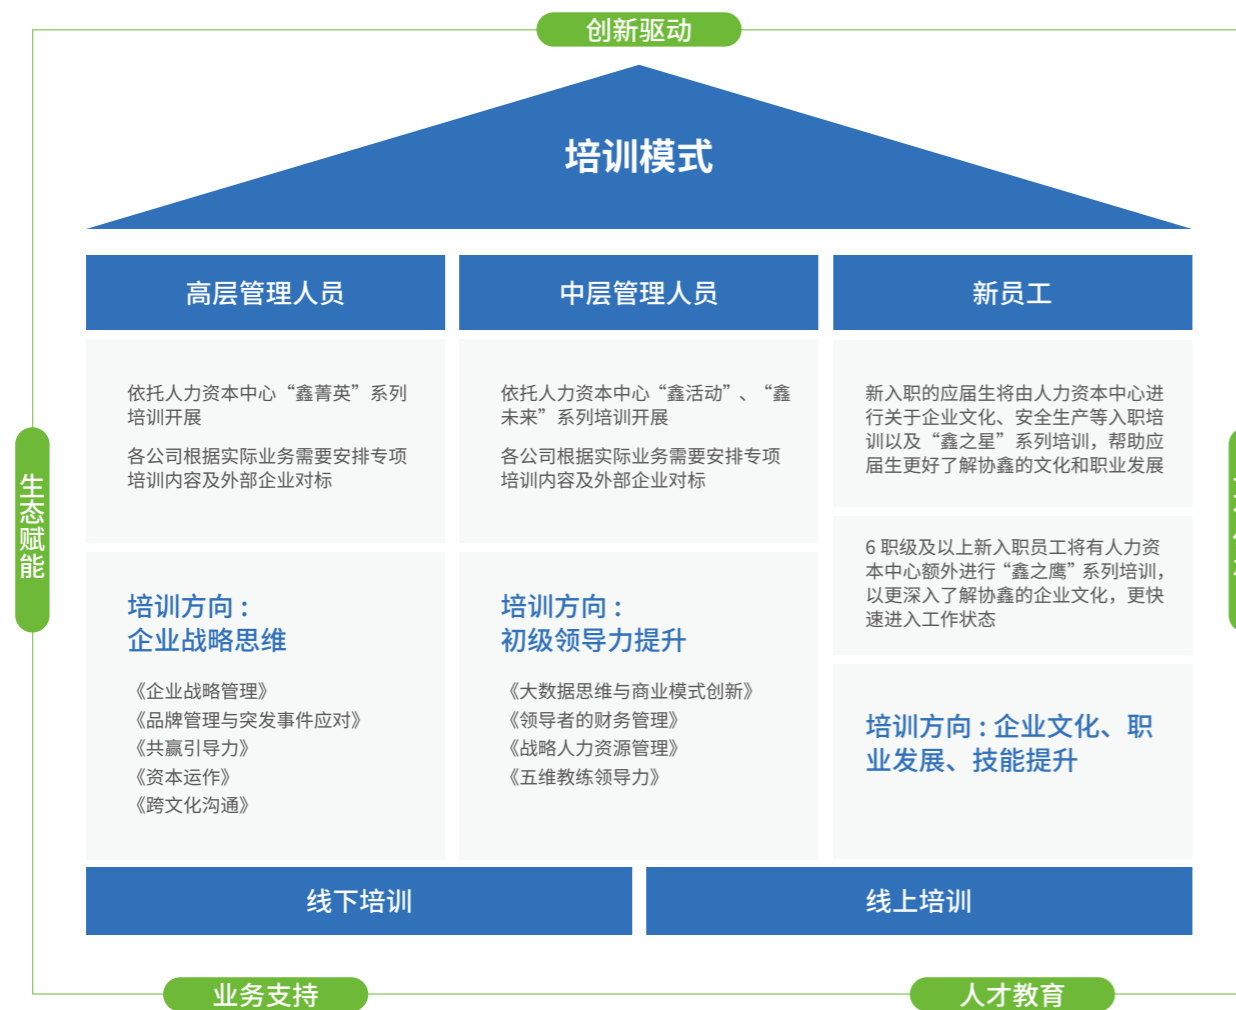 创新驱动
培训模式
高层管理人员
依托人力资本中心“鑫菁英”系列
培训开展
各公司根据实际业务需要安排专项
培训内容及外部企业对标
培训方向：
企业战略思维
《企业战略管理》
《品牌管理与突发事件应对》
《共赢引导力》
《资本运作》
《跨文化沟通》
中层管理人员
依托人力资本中心“鑫活动”、“鑫
未来”系列培训开展
各公司根据实际业务需要安排专项
培训内容及外部企业对标
培训方向：
初级领导力提升
《大数据思维与商业模式创新》
《领导者的财务管理》
《战略人力资源管理》
《五维教练领导力》
新员工
新入职的应届生将由人力资本中心进
行关于企业文化、安全生产等入职培
训以及“鑫之星”系列培训，帮助应
届生更好了解协鑫的文化和职业发展
6 职级及以上新入职员工将有人力资
本中心额外进行“鑫之鹰”系列培训，
以更深入了解协鑫的企业文化，更快
速进入工作状态
培训方向：企业文化、职
业发展、技能提升
线下培训
线上培训
生态赋能
业务支持
人才教育